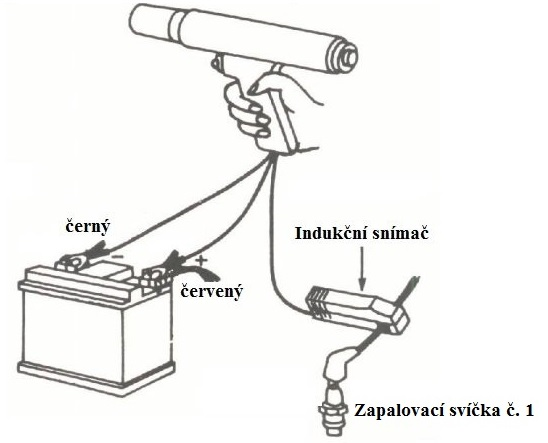 černý
−
+
červený
Indukční snímač
Zapalovací svíčka č. 1